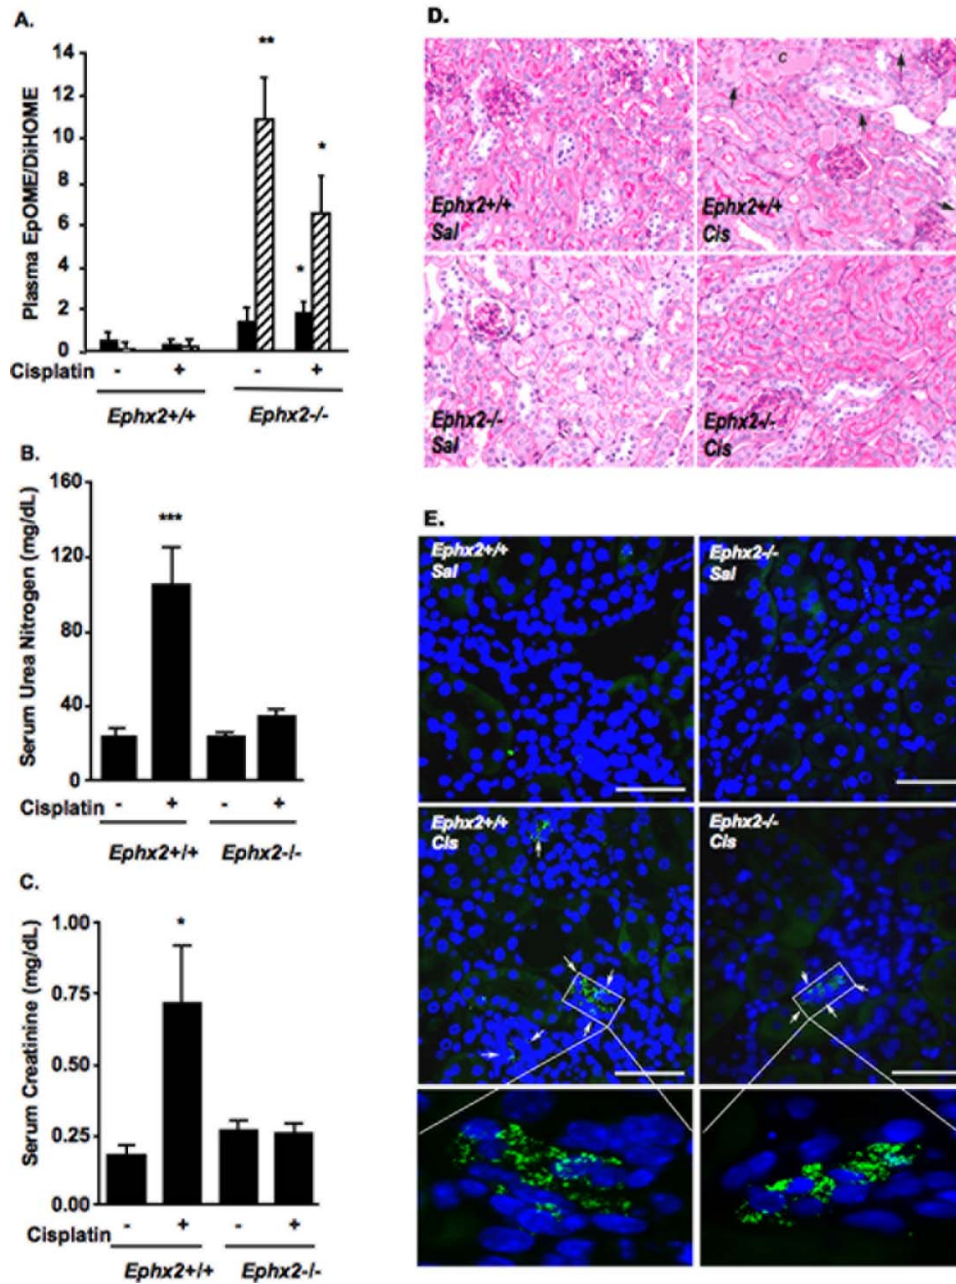 A.
Plasma EpOME/DiHOME
14
12
10
8
6
4
2
0
**
*
*
Cisplatin - + - +
Ephx2+/+ Ephx2-/-
B.
Serum Urea Nitrogen (mg/dL)
160
120
80
40
0
***
Cisplatin - + - +
Ephx2+/+ Ephx2-/-
C.
Serum Creatinine (mg/dL)
1.00
0.75
0.50
0.25
0.00
*
Cisplatin - + - +
Ephx2+/+ Ephx2-/-
D.
Ephx2+/+
Sal
c
Ephx2+/+
Cis
Ephx2-/-
Sal
Ephx2-/-
Cis
E.
Ephx2+/+
Sal
Ephx2-/-
Sal
Ephx2+/+
Cis
Ephx2-/-
Cis